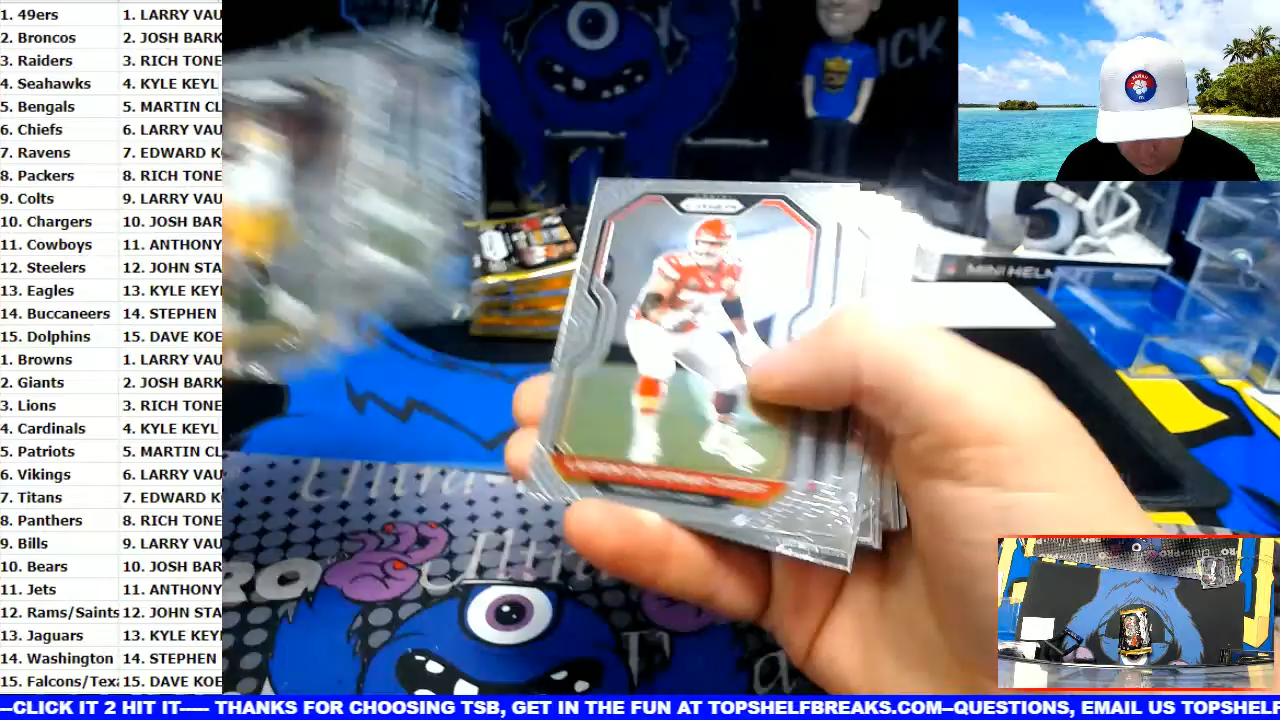 1. 49ers 1. LARRY VAU
2. Broncos 2. JOSH BARK
3. Raiders 3. RICH TONE
4. Seahawks 4. KYLE KEYL
5. Bengals 5. MARTIN CL
6. Chiefs 6. LARRY VAU
7. Ravens 7. EDWARD K
8. Packers 8. RICH TONE
9. Colts 9. LARRY VAU
10. Chargers 10. JOSH BAR
11. Cowboys 11. ANTHONY
12. Steelers 12. JOHN STA
13. Eagles 13. KYLE KEY
14. Buccaneers 14. STEPHEN
15. Dolphins 15. DAVE KOE
1. Browns 1. LARRY VAU
2. Giants 2. JOSH BARK
3. Lions 3. RICH TONE
4. Cardinals 4. KYLE KEYL
5. Patriots 5. MARTIN CL
6. Vikings 6. LARRY VAU
7. Titans 7. EDWARD K
8. Panthers 8. RICH TONE
9. Bills 9. LARRY VAU
10. Bears 10. JOSH BAR
11. Jets 11. ANTHONY
12. Rams/Saints 12. JOHN STA
13. Jaguars 13. KYLE KEY
14. Washington 14. STEPHEN
15. Falcons/Texa 15. DAVE KOE
ICK
MINI HELM
Ultra
--CLICK IT 2 HIT IT----- THANKS FOR CHOOSING TSB, GET IN THE FUN AT TOPSHELFBREAKS.COM--QUESTIONS, EMAIL US TOPSHELF